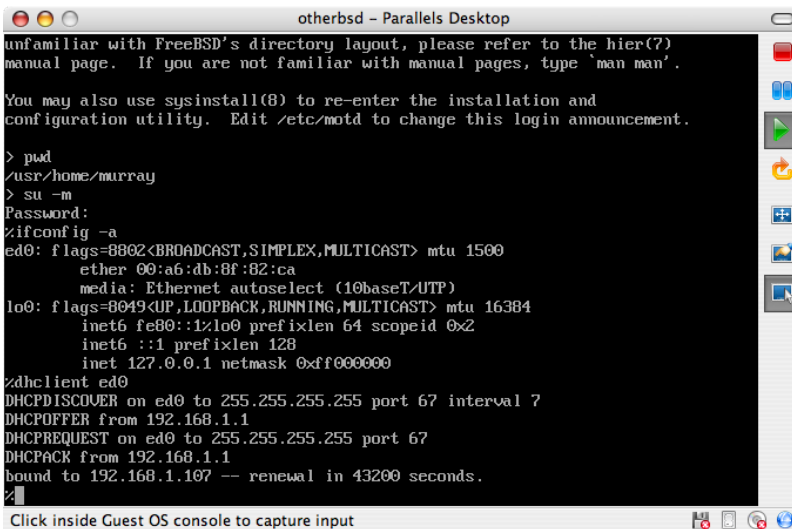 otherbsd - Parallels Desktop
unfamiliar with FreeBSD's directory layout, please refer to the hier(7)
manual page.  If you are not familiar with manual pages, type `man man'.
You may also use sysinstall(8) to re-enter the installation and
configuration utility.  Edit /etc/motd to change this login announcement.
> pwd
/usr/home/murray
> su -m
Password:
%ifconfig -a
ed0: flags=8802<BROADCAST,SIMPLEX,MULTICAST> mtu 1500
        ether 00:a6:db:8f:82:ca
        media: Ethernet autoselect (10baseT/UTP)
lo0: flags=8049<UP,LOOPBACK,RUNNING,MULTICAST> mtu 16384
        inet6 fe80::1%lo0 prefixlen 64 scopeid 0x2
        inet6 ::1 prefixlen 128
        inet 127.0.0.1 netmask 0xff000000
%dhclient ed0
DHCPDISCOVER on ed0 to 255.255.255.255 port 67 interval 7
DHCPOFFER from 192.168.1.1
DHCPREQUEST on ed0 to 255.255.255.255 port 67
DHCPACK from 192.168.1.1
bound to 192.168.1.107 -- renewal in 43200 seconds.
%
Click inside Guest OS console to capture input